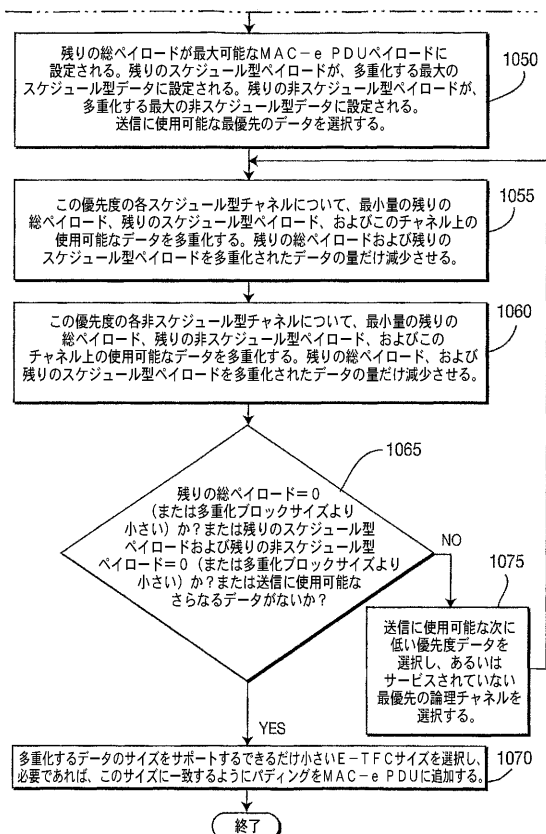 残りの総ペイロードが最大可能なMAC-e PDUペイロードに
設定される。残りのスケジュール型ペイロードが、多重化する最大の
スケジュール型データに設定される。残りの非スケジュール型ペイロードが、
多重化する最大の非スケジュール型データに設定される。
送信に使用可能な最優先のデータを選択する。
1050
この優先度の各スケジュール型チャネルについて、最小量の残りの
総ペイロード、残りのスケジュール型ペイロード、およびこのチャネル上の
使用可能なデータを多重化する。残りの総ペイロードおよび残りの
スケジュール型ペイロードを多重化されたデータの量だけ減少させる。
1055
この優先度の各非スケジュール型チャネルについて、最小量の残りの
総ペイロード、残りの非スケジュール型ペイロード、およびこの
チャネル上の使用可能なデータを多重化する。残りの総ペイロード、および
残りのスケジュール型ペイロードを多重化されたデータの量だけ減少させる。
1060
残りの総ペイロード=0
(または多重化ブロックサイズより
小さい)か?または残りのスケジュール型
ペイロードおよび残りの非スケジュール型
ペイロード=0(または多重化ブロックサイズより
小さい)か?または送信に使用可能な
さらなるデータがないか?
1065
NO
1075
送信に使用可能な次に
低い優先度データを
選択し、あるいは
サービスされていない
最優先の論理チャネルを
選択する。
YES
多重化するデータのサイズをサポートするできるだけ小さいE-TFCサイズを選択し、
必要であれば、このサイズに一致するようにパディングをMAC-e PDUに追加する。
1070
終了